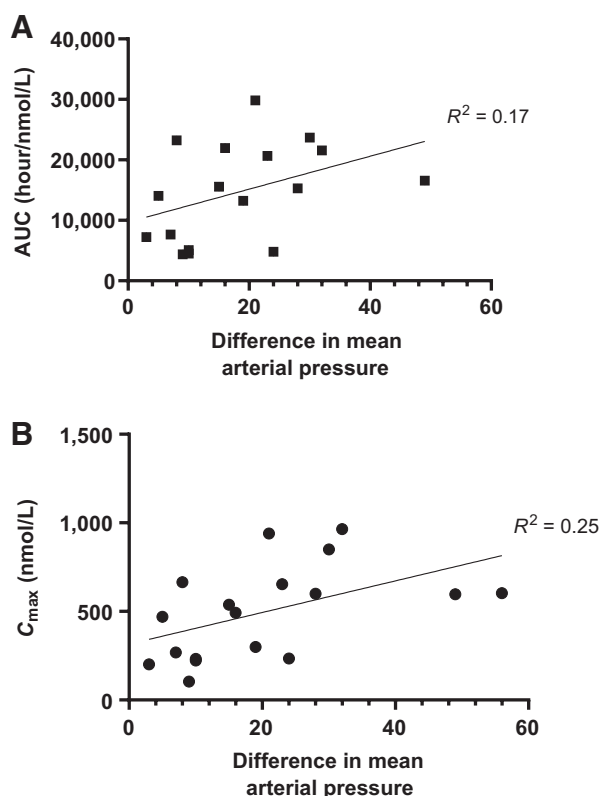 A
40,000
30,000
20,000
10,000
0
AUC (hour/nmol/L)
R² = 0.17
0 20 40 60
Difference in mean
arterial pressure
B
1,500
1,000
500
0
Cmax (nmol/L)
R² = 0.25
0 20 40 60
Difference in mean
arterial pressure